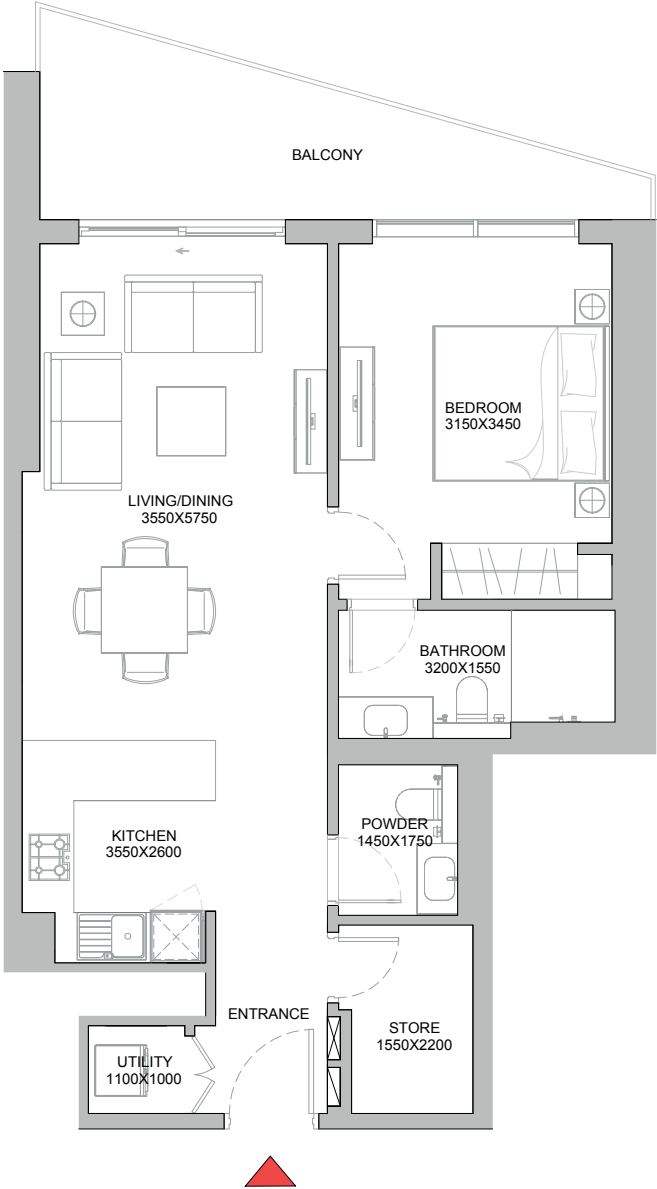 BALCONY
BEDROOM
3150X3450
LIVING/DINING
3550X5750
BATHROOM
3200X1550
KITCHEN
3550X2600
POWDER
1450X1750
ENTRANCE
STORE
1550X2200
UTILITY
1100X1000